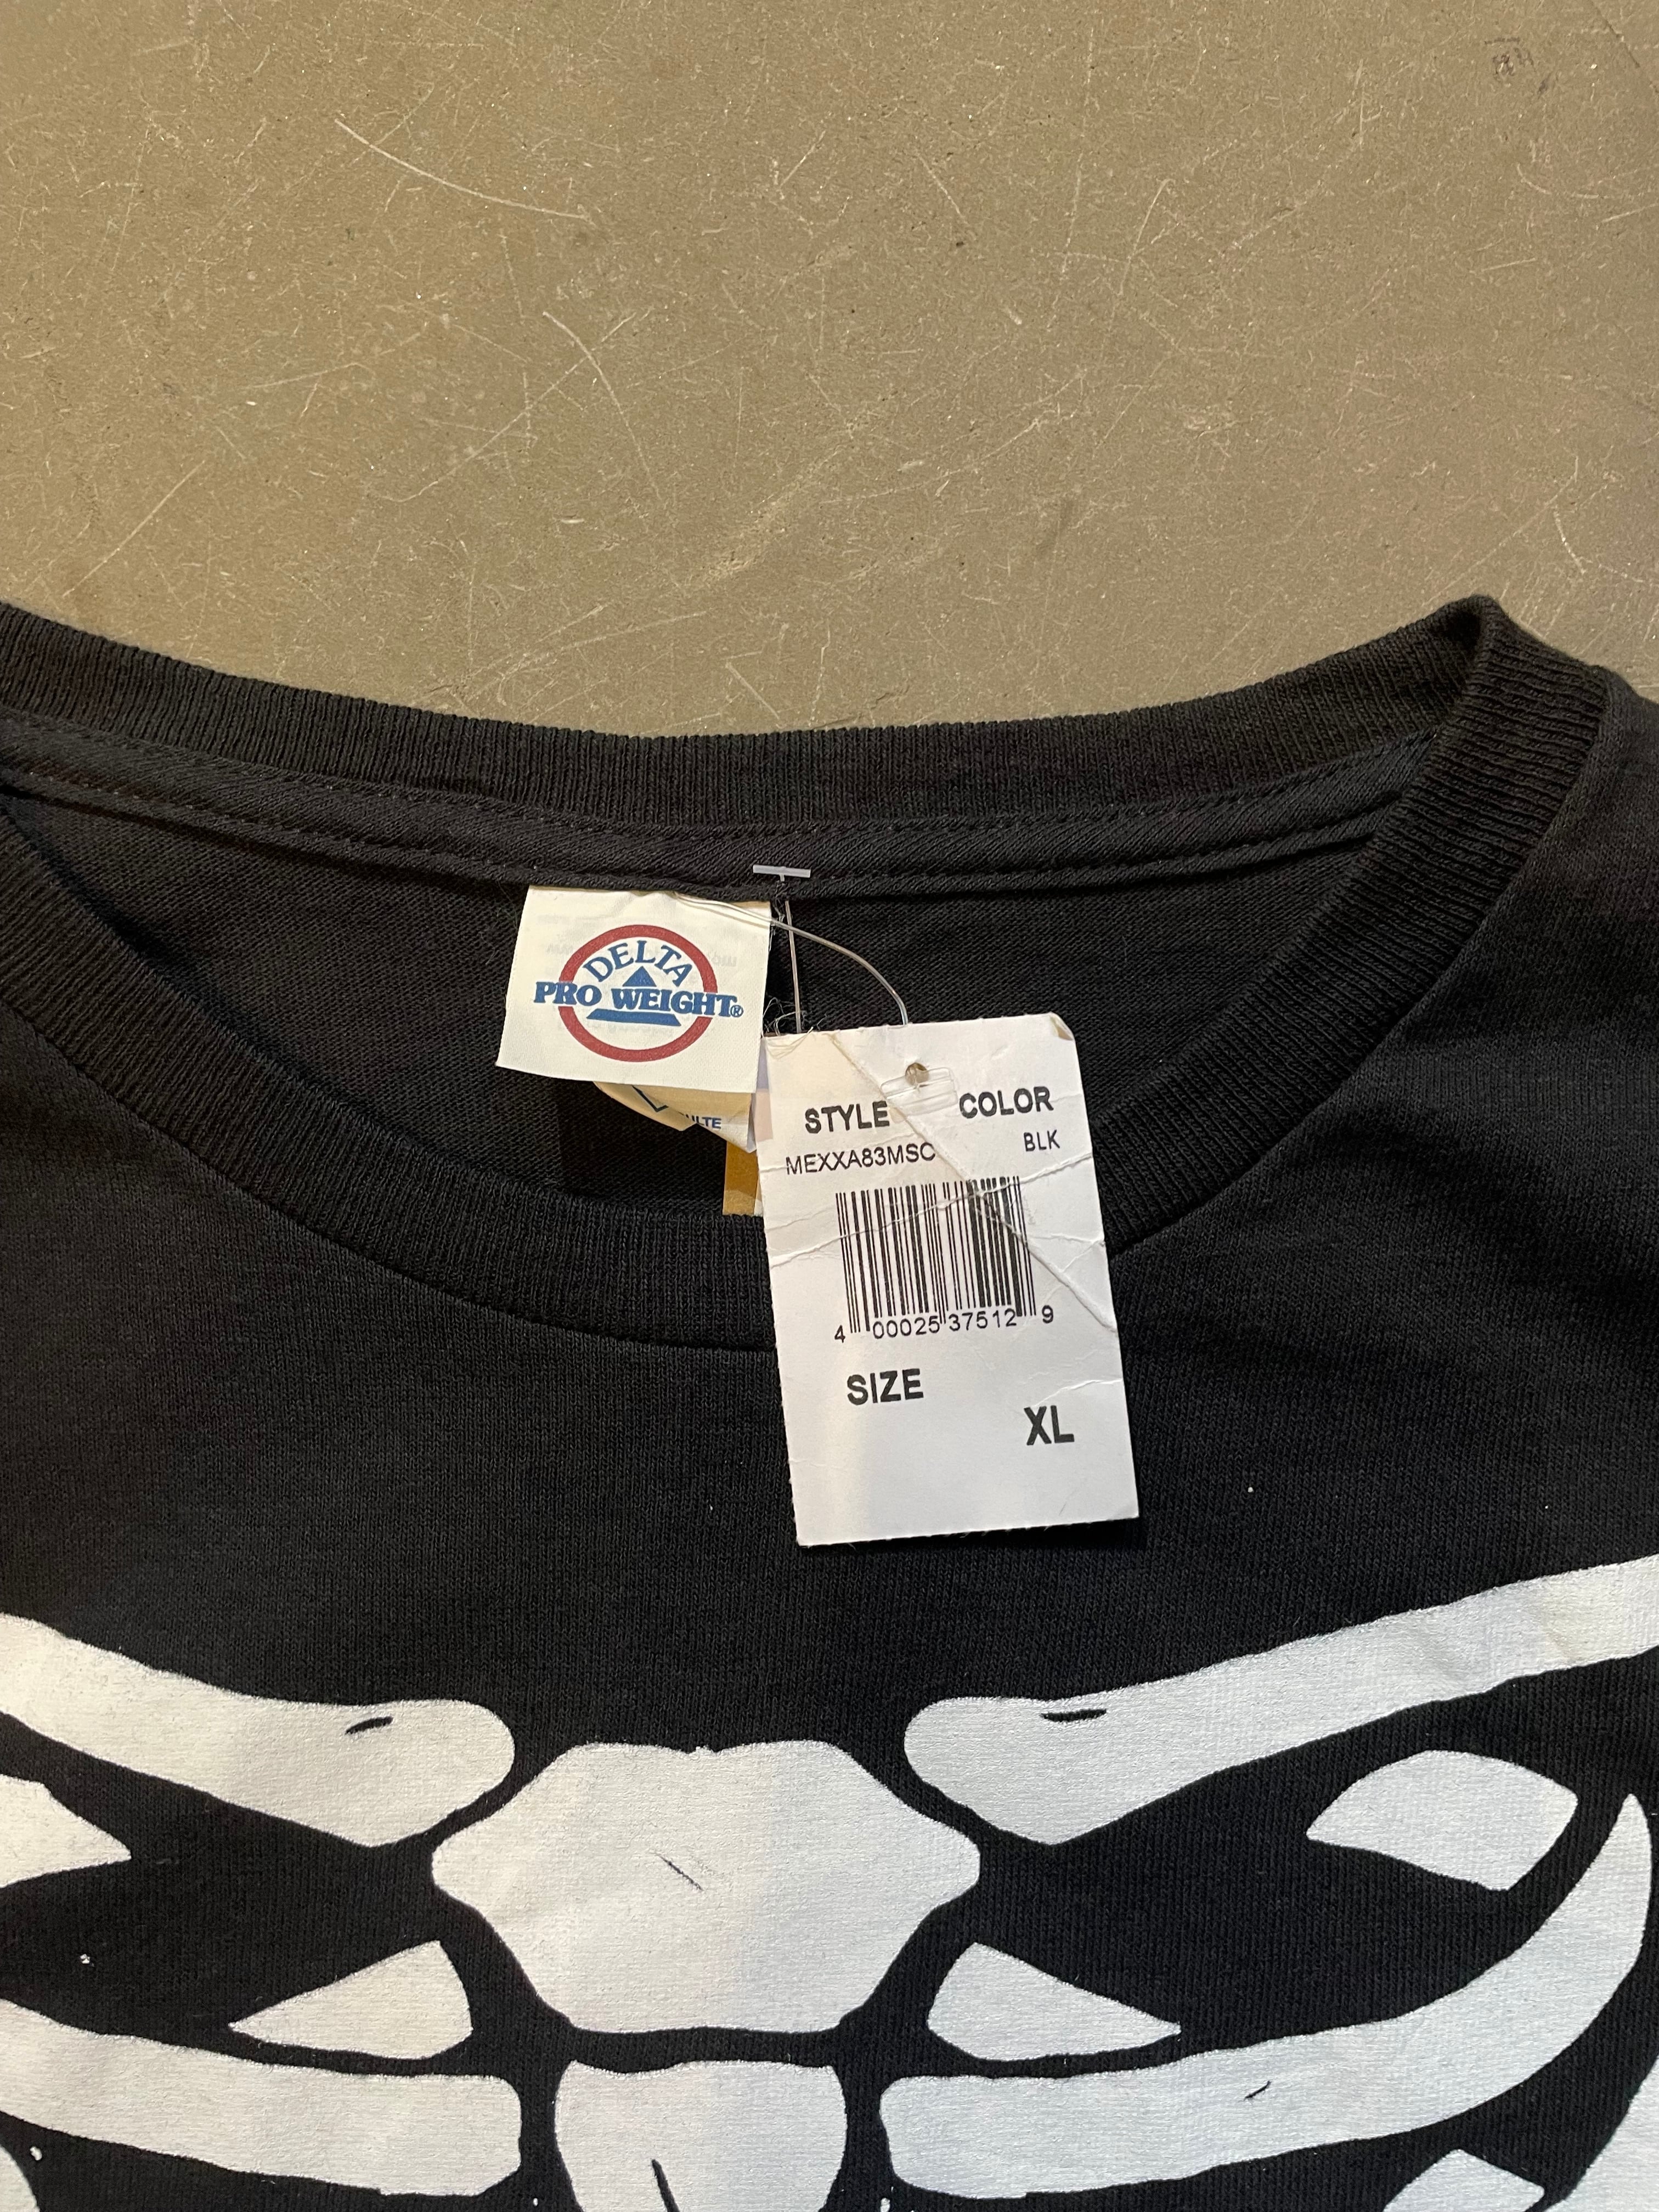 DELTA
PRO WEIGHT®
STYLE COLOR
MEXXA83MSC BLK
4 00025 37512 9
SIZE
XL